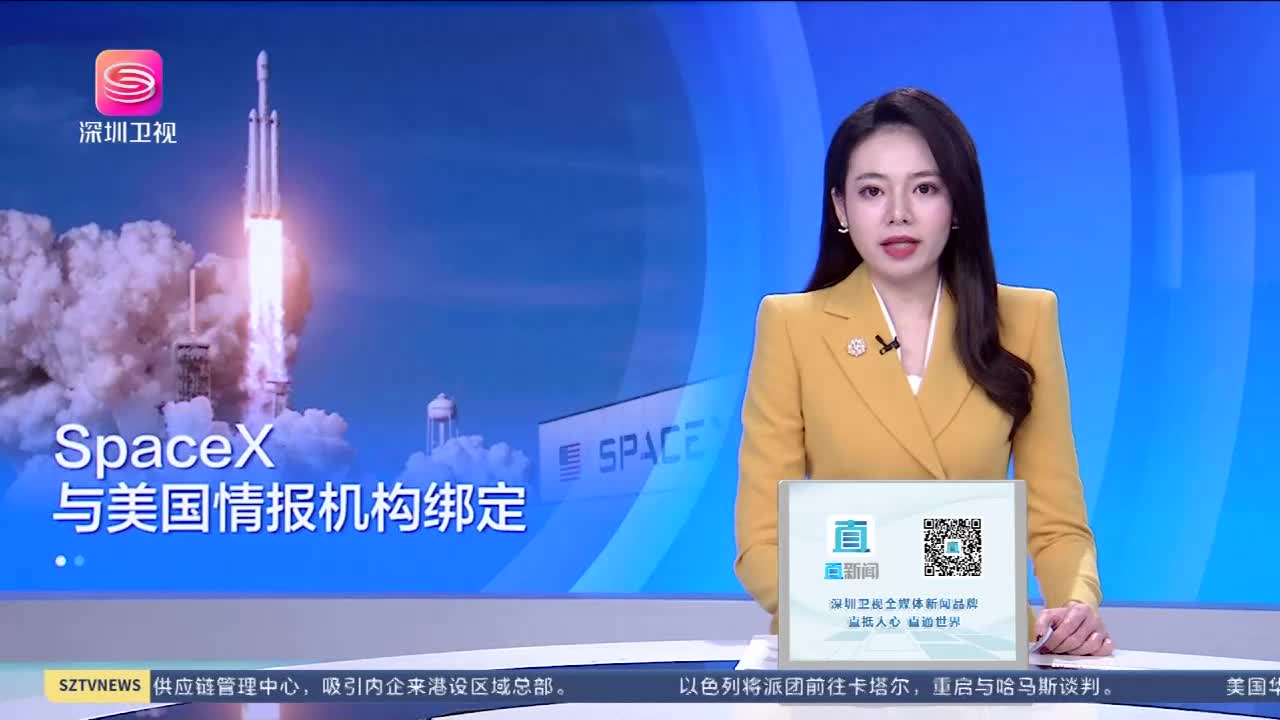 深圳卫视
SPACE
SpaceX
与美国情报机构绑定
直
直新闻
深圳卫视全媒体新闻品牌
直抵人心 直通世界
SZTVNEWS
供应链管理中心，吸引内企来港设区域总部。
以色列将派团前往卡塔尔，重启与哈马斯谈判。
美国